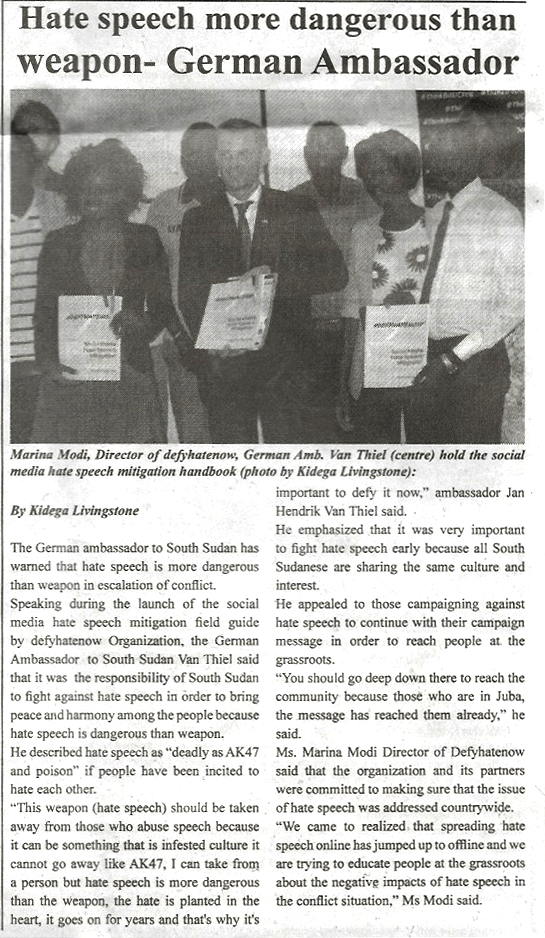 Hate speech more dangerous than
weapon- German Ambassador
Marina Modi, Director of defyhatenow, German Amb. Van Thiel (centre) hold the social
media hate speech mitigation handbook (photo by Kidega Livingstone):
By Kidega Livingstone
The German ambassador to South Sudan has
warned that hate speech is more dangerous
than weapon in escalation of conflict.
Speaking during the launch of the social
media hate speech mitigation field guide
by defyhatenow Organization, the German
Ambassador to South Sudan Van Thiel said
that it was the responsibility of South Sudan
to fight against hate speech in order to bring
peace and harmony among the people because
hate speech is dangerous than weapon.
He described hate speech as “deadly as AK47
and poison” if people have been incited to
hate each other.
“This weapon (hate speech) should be taken
away from those who abuse speech because
it can be something that is infested culture it
cannot go away like AK47, I can take from
a person but hate speech is more dangerous
than the weapon, the hate is planted in the
heart, it goes on for years and that's why it's
important to defy it now,” ambassador Jan
Hendrik Van Thiel said.
He emphasized that it was very important
to fight hate speech early because all South
Sudanese are sharing the same culture and
interest.
He appealed to those campaigning against
hate speech to continue with their campaign
message in order to reach people at the
grassroots.
“You should go deep down there to reach the
community because those who are in Juba,
the message has reached them already,” he
said.
Ms. Marina Modi Director of Defyhatenow
said that the organization and its partners
were committed to making sure that the issue
of hate speech was addressed countrywide.
“We came to realized that spreading hate
speech online has jumped up to offline and we
are trying to educate people at the grassroots
about the negative impacts of hate speech in
the conflict situation,” Ms Modi said.